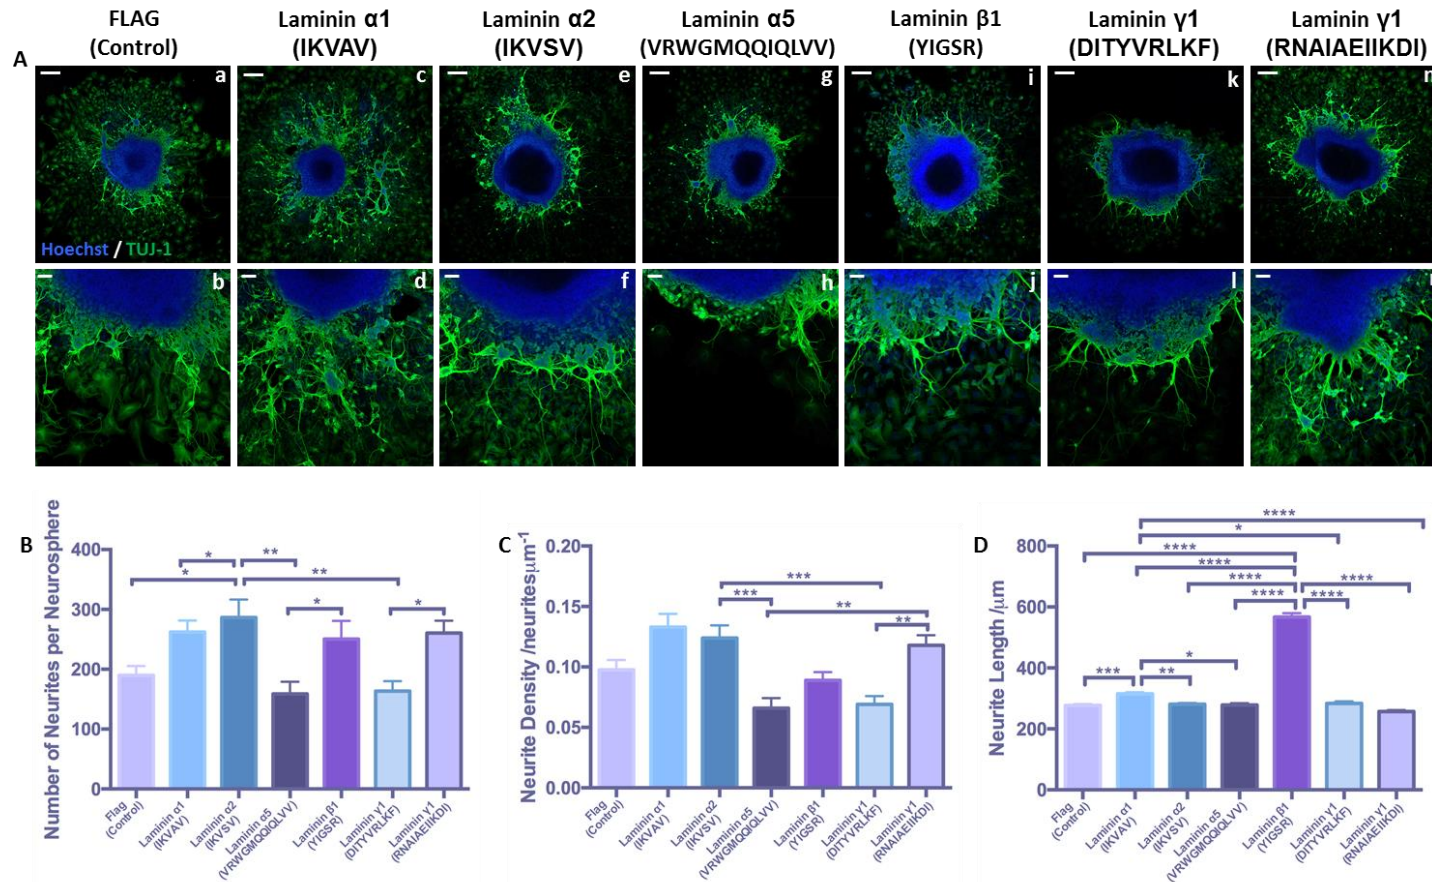 FLAG
(Control)
Laminin α1
(IKVAV)
Laminin α2
(IKVSV)
Laminin α5
(VRWGMQQIQLVV)
Laminin β1
(YIGSR)
Laminin γ1
(DITYVRLKF)
Laminin γ1
(RNAIAEIIKDI)
A
a
c
e
g
i
k
Hoechst / TUJ-1
b
d
f
h
j
l
B
Number of Neurites per Neurosphere
400
300
200
100
0
*
*
**
**
*
*
Flag
(Control)
Laminin α1
(IKVAV)
Laminin α2
(IKVSV)
Laminin α5
(VRWGMQQIQLVV)
Laminin β1
(YIGSR)
Laminin γ1
(DITYVRLKF)
Laminin γ1
(RNAIAEIIKDI)
C
Neurite Density /neuritesμm-1
0.20
0.15
0.10
0.05
0.00
***
***
**
**
Flag
(Control)
Laminin α1
(IKVAV)
Laminin α2
(IKVSV)
Laminin α5
(VRWGMQQIQLVV)
Laminin β1
(YIGSR)
Laminin γ1
(DITYVRLKF)
Laminin γ1
(RNAIAEIIKDI)
D
Neurite Length /μm
800
600
400
200
0
****
*
****
****
****
****
****
****
*
***
**
Flag
(Control)
Laminin α1
(IKVAV)
Laminin α2
(IKVSV)
Laminin α5
(VRWGMQQIQLVV)
Laminin β1
(YIGSR)
Laminin γ1
(DITYVRLKF)
Laminin γ1
(RNAIAEIIKDI)